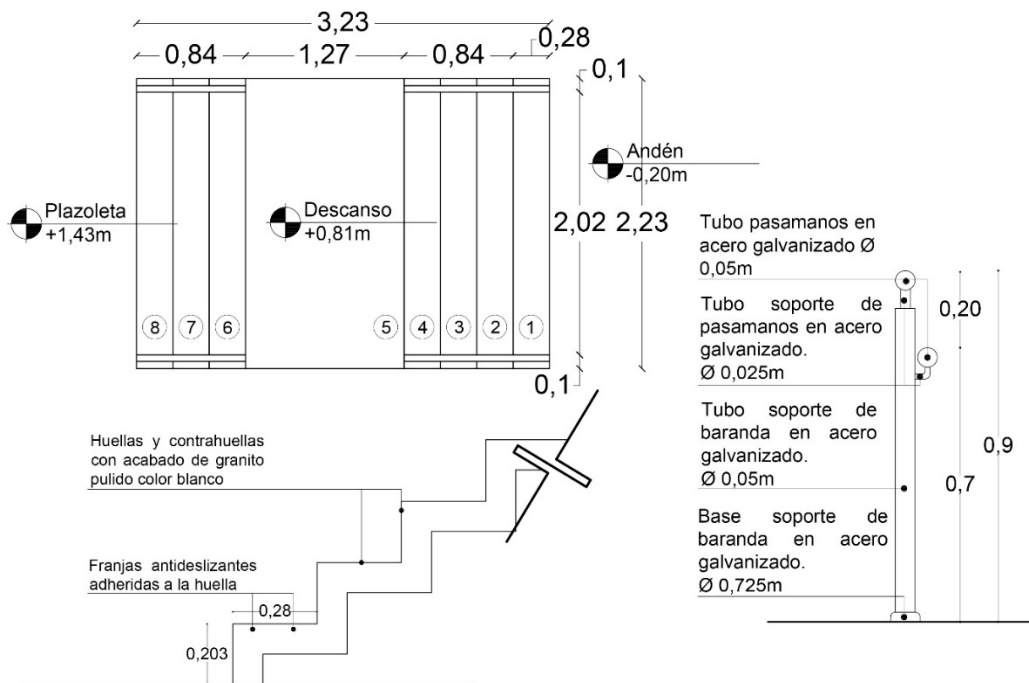 3,23
0,84
1,27
0,84
0,28
0,1
Andén
-0,20m
Plazoleta
+1,43m
Descanso
+0,81m
2,02
2,23
8
7
6
5
4
3
2
1
0,1
Huellas y contrahuellas
con acabado de granito
pulido color blanco
Franjas antideslizantes
adheridas a la huella
0,28
0,203
Tubo pasamanos en
acero galvanizado Ø
0,05m
Tubo soporte de
pasamanos en acero
galvanizado.
Ø 0,025m
Tubo soporte de
baranda en acero
galvanizado.
Ø 0,05m
Base soporte de
baranda en acero
galvanizado.
Ø 0,725m
0,20
0,9
0,7